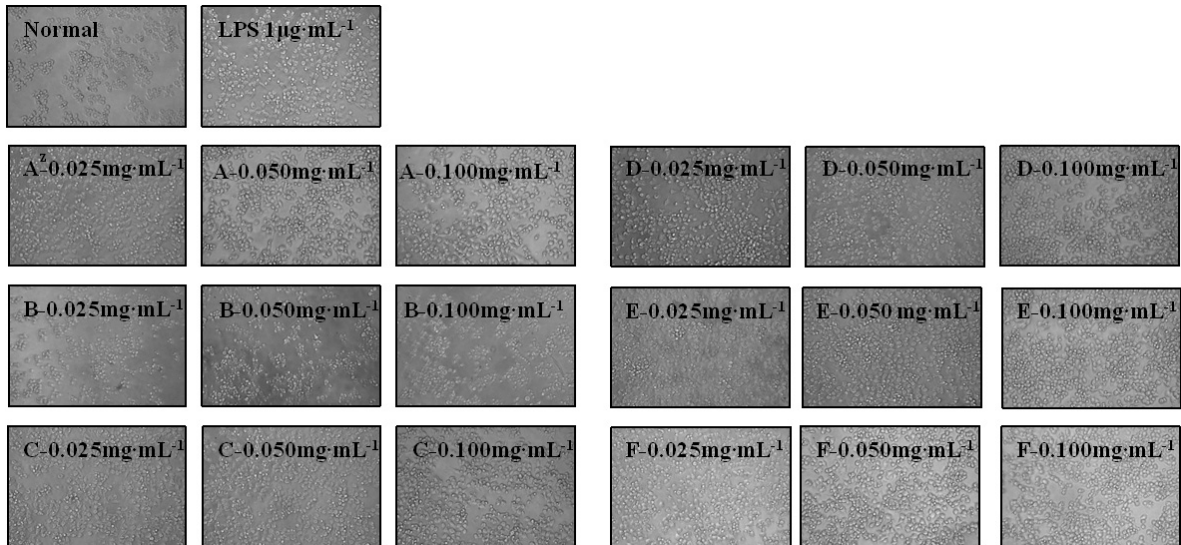 Normal
LPS 1μg·mL⁻¹
Aᶻ0.025mg·mL⁻¹
A-0.050mg·mL⁻¹
A-0.100mg·mL⁻¹
D-0.025mg·mL⁻¹
D-0.050mg·mL⁻¹
D-0.100mg·mL⁻¹
B-0.025mg·mL⁻¹
B-0.050mg·mL⁻¹
B-0.100mg·mL⁻¹
E-0.025mg·mL⁻¹
E-0.050 mg·mL⁻¹
E-0.100mg·mL⁻¹
C-0.025mg·mL⁻¹
C-0.050mg·mL⁻¹
C-0.100mg·mL⁻¹
F-0.025mg·mL⁻¹
F-0.050mg·mL⁻¹
F-0.100mg·mL⁻¹